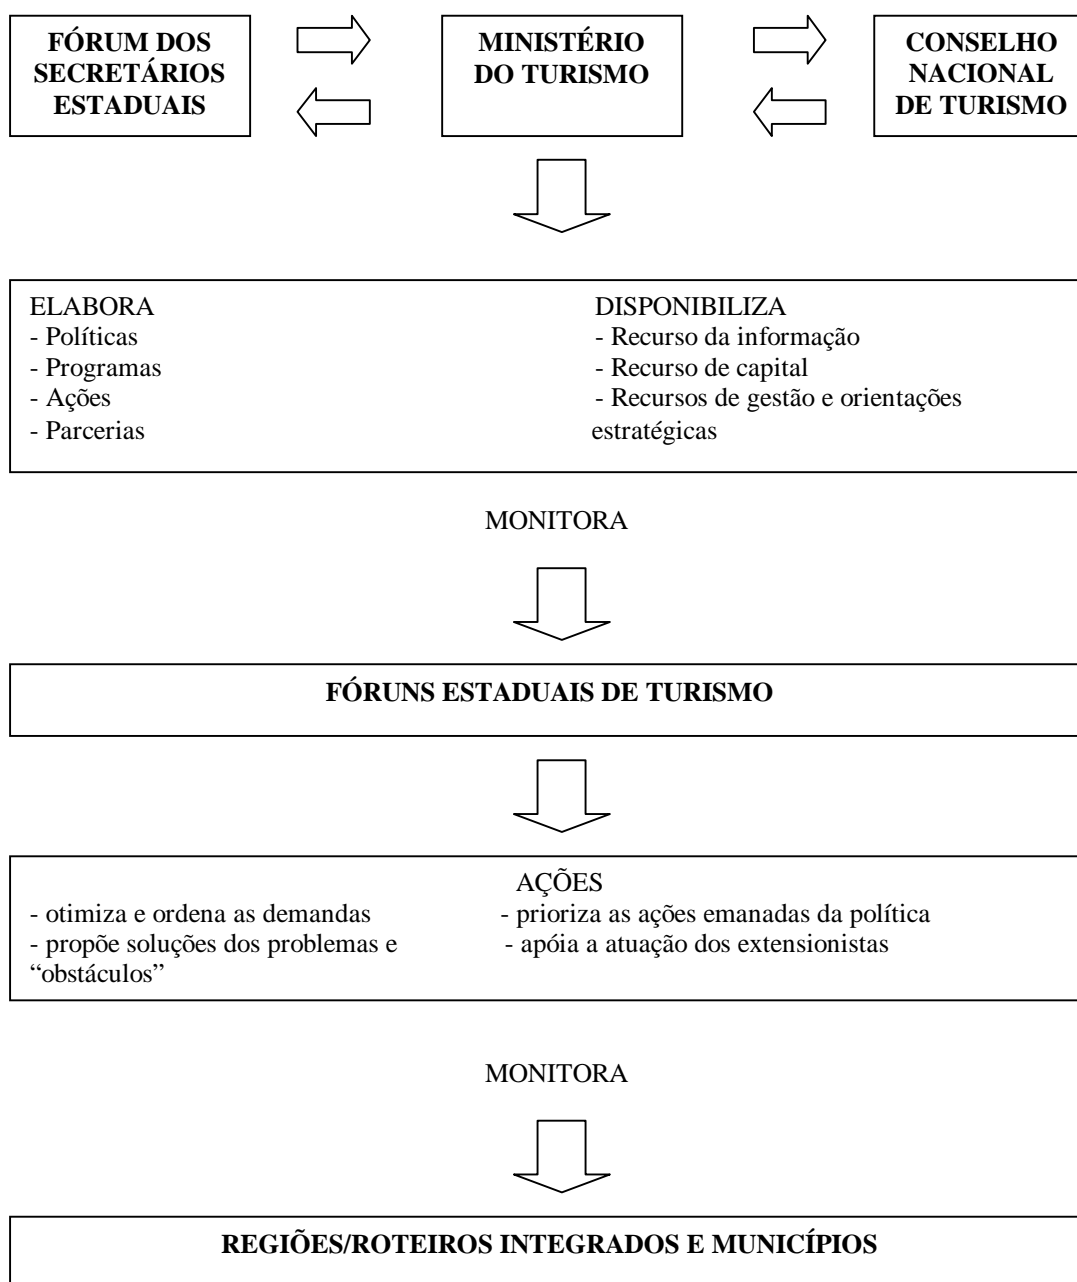 FÓRUM DOS
SECRETÁRIOS
ESTADUAIS
MINISTÉRIO
DO TURISMO
CONSELHO
NACIONAL
DE TURISMO
ELABORA
- Políticas
- Programas
- Ações
- Parcerias
DISPONIBILIZA
- Recurso da informação
- Recurso de capital
- Recursos de gestão e orientações
estratégicas
MONITORA
FÓRUNS ESTADUAIS DE TURISMO
AÇÕES
- otimiza e ordena as demandas
- propõe soluções dos problemas e
“obstáculos”
- prioriza as ações emanadas da política
- apóia a atuação dos extensionistas
MONITORA
REGIÕES/ROTEIROS INTEGRADOS E MUNICÍPIOS